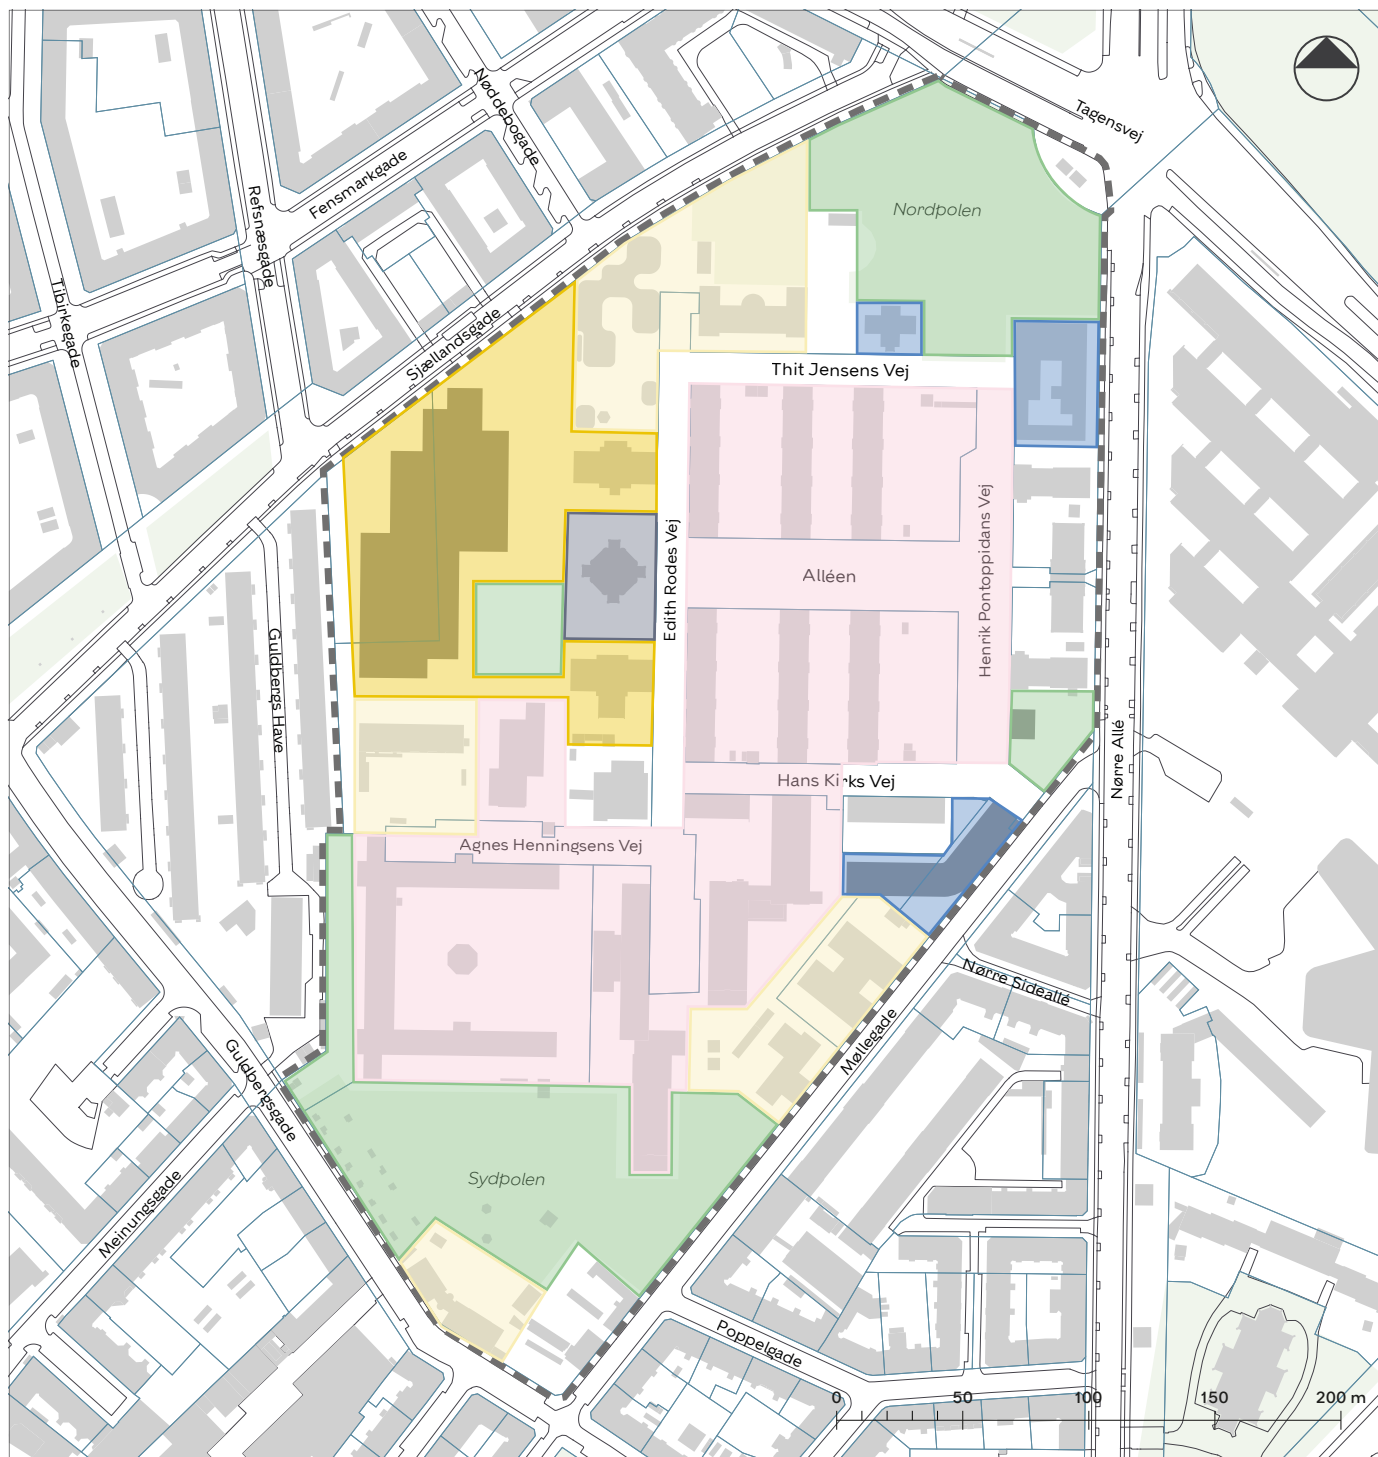 Tagensvej
Nøddebogade
Fensmarkgade
Refsnæsgade
Nordpolen
Tibirkegade
Sjællandsgade
Thit Jensens Vej
Edith Rodes Vej
Henrik Pontoppidans Vej
Alléen
Guldbergs Have
Nørre Allé
Hans Kirks Vej
Agnes Henningsens Vej
Nørre Sideallé
Møllegade
Guldbergsgade
Sydpolen
Meinungsgade
Poppelgade
0 50 100 150 200 m